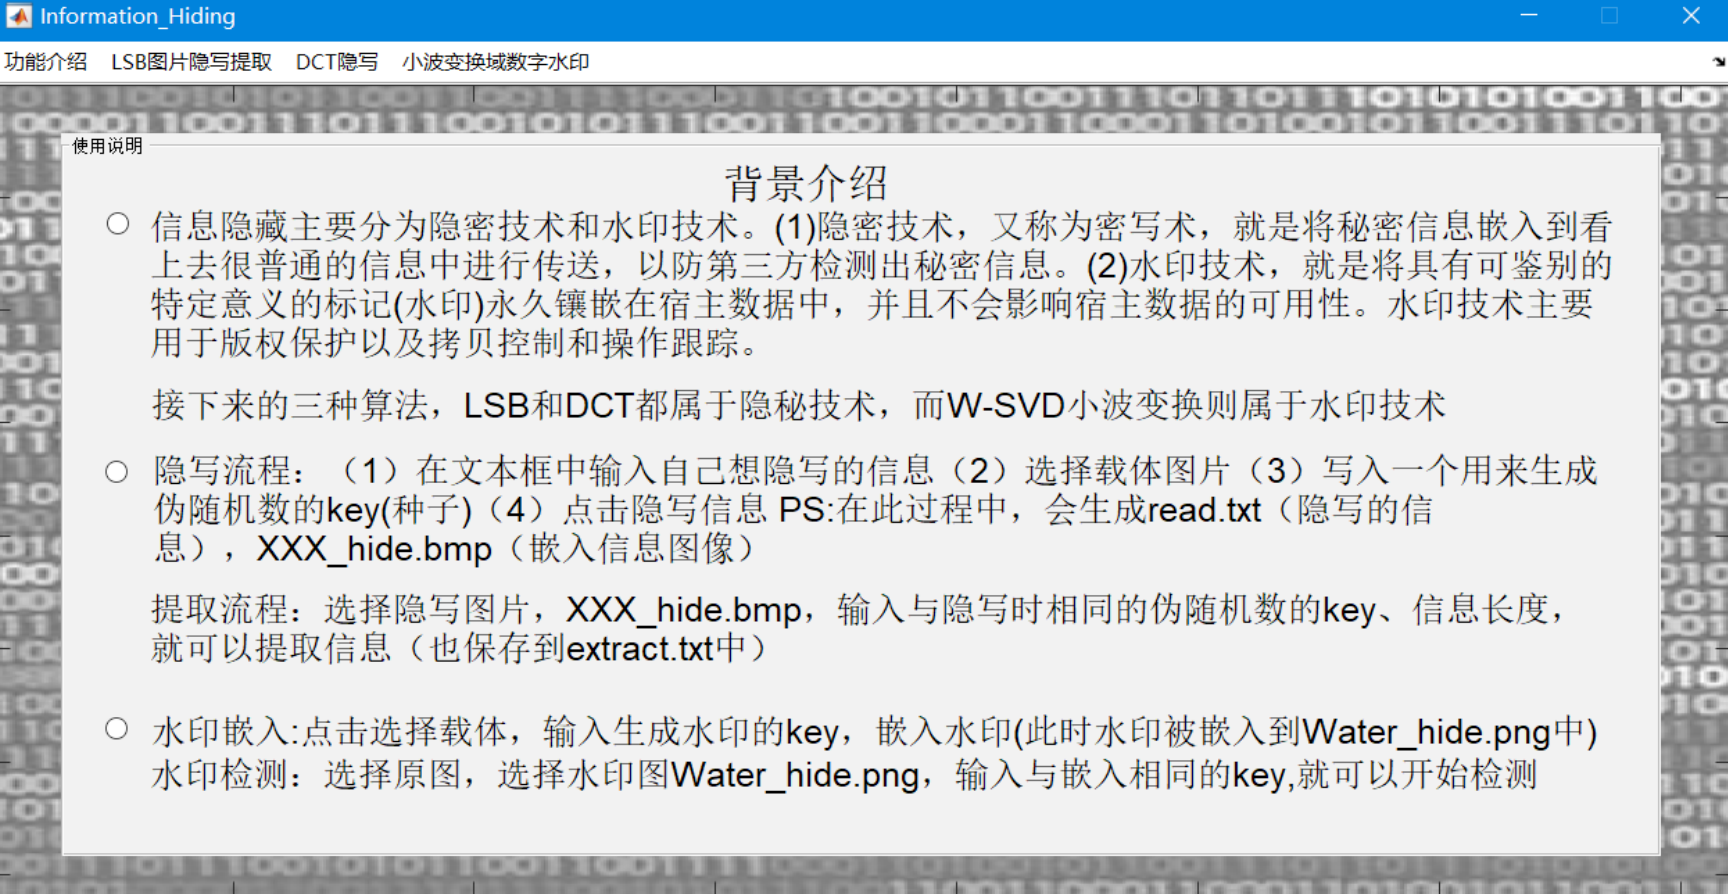 Information_Hiding
功能介绍 LSB图片隐写提取 DCT隐写 小波变换域数字水印
使用说明
背景介绍
信息隐藏主要分为隐密技术和水印技术。(1)隐密技术，又称为密写术，就是将秘密信息嵌入到看
上去很普通的信息中进行传送，以防第三方检测出秘密信息。(2)水印技术，就是将具有可鉴别的
特定意义的标记(水印)永久镶嵌在宿主数据中，并且不会影响宿主数据的可用性。水印技术主要
用于版权保护以及拷贝控制和操作跟踪。
接下来的三种算法，LSB和DCT都属于隐秘技术，而W-SVD小波变换则属于水印技术
隐写流程：（1）在文本框中输入自己想隐写的信息（2）选择载体图片（3）写入一个用来生成
伪随机数的key(种子)（4）点击隐写信息 PS:在此过程中，会生成read.txt（隐写的信
息），XXX_hide.bmp（嵌入信息图像）
提取流程：选择隐写图片，XXX_hide.bmp，输入与隐写时相同的伪随机数的key、信息长度，
就可以提取信息（也保存到extract.txt中）
水印嵌入:点击选择载体，输入生成水印的key，嵌入水印(此时水印被嵌入到Water_hide.png中)
水印检测：选择原图，选择水印图Water_hide.png，输入与嵌入相同的key,就可以开始检测